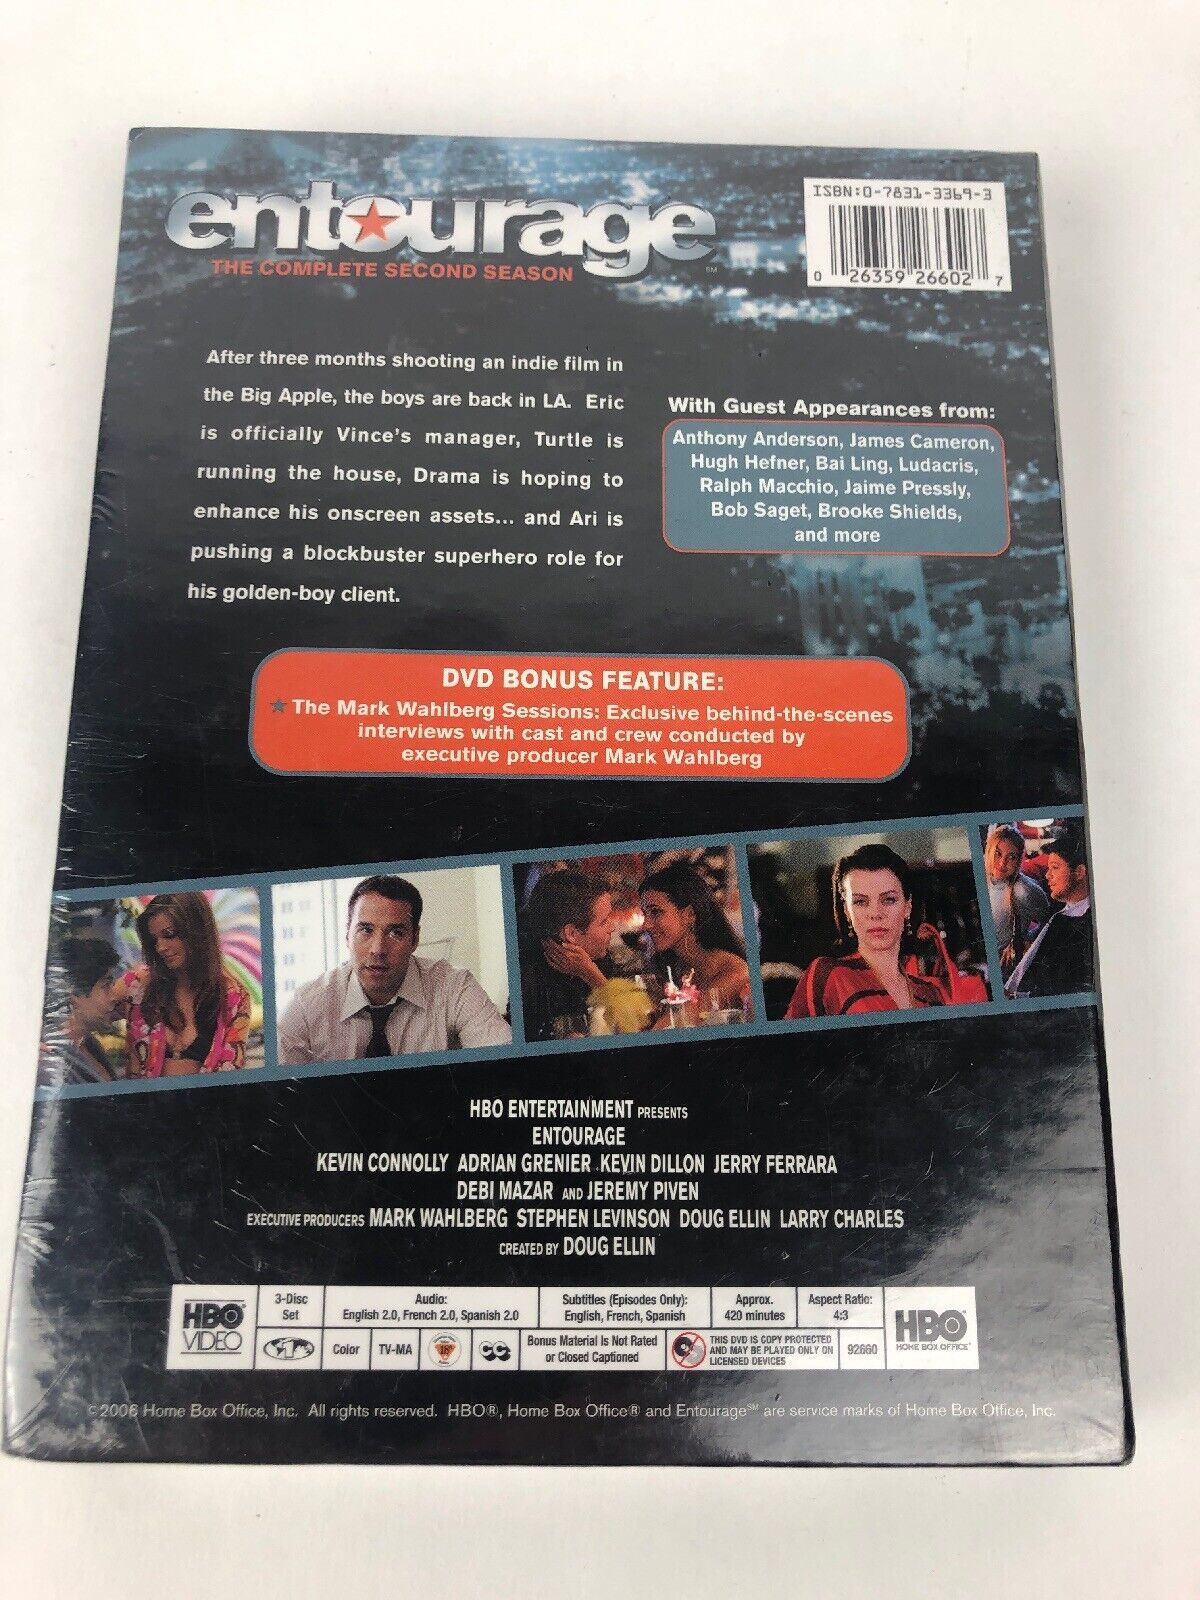 entourage
SM
THE COMPLETE SECOND SEASON
ISBN:0-7831-3369-3
0 26359 26602 7
After three months shooting an indie film in
the Big Apple, the boys are back in LA. Eric
is officially Vince's manager, Turtle is
running the house, Drama is hoping to
enhance his onscreen assets... and Ari is
pushing a blockbuster superhero role for
his golden-boy client.
With Guest Appearances from:
Anthony Anderson, James Cameron,
Hugh Hefner, Bai Ling, Ludacris,
Ralph Macchio, Jaime Pressly,
Bob Saget, Brooke Shields,
and more
DVD BONUS FEATURE:
★ The Mark Wahlberg Sessions: Exclusive behind-the-scenes
interviews with cast and crew conducted by
executive producer Mark Wahlberg
HBO ENTERTAINMENT PRESENTS
ENTOURAGE
KEVIN CONNOLLY ADRIAN GRENIER KEVIN DILLON JERRY FERRARA
DEBI MAZAR AND JEREMY PIVEN
EXECUTIVE PRODUCERS MARK WAHLBERG STEPHEN LEVINSON DOUG ELLIN LARRY CHARLES
CREATED BY DOUG ELLIN
HBO
VIDEO
3-Disc
Set
Audio:
English 2.0, French 2.0, Spanish 2.0
Subtitles (Episodes Only):
English, French, Spanish
Approx.
420 minutes
Aspect Ratio:
4:3
Color
TV-MA
18
CC
Bonus Material Is Not Rated
or Closed Captioned
THIS DVD IS COPY PROTECTED
AND MAY BE PLAYED ONLY ON
LICENSED DEVICES
92660
HBO
HOME BOX OFFICE®
©2006 Home Box Office, Inc. All rights reserved. HBO®, Home Box Office® and Entourage℠ are service marks of Home Box Office, Inc.